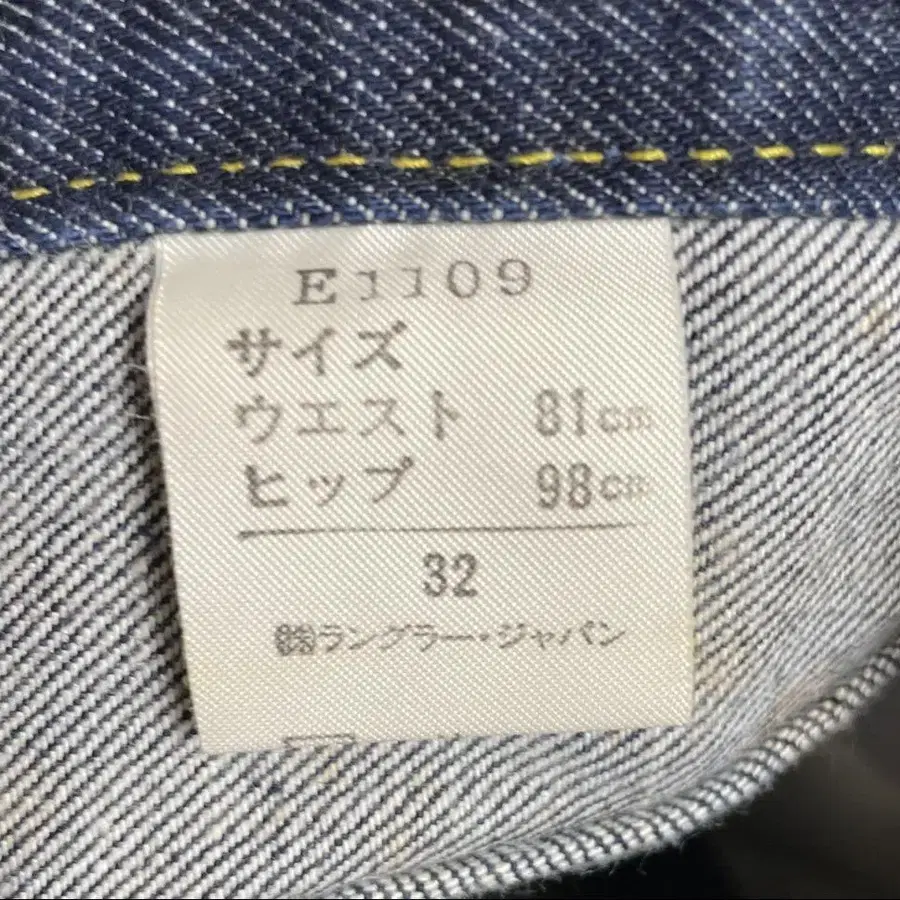 E1109
サイズ
ウエスト 81cm
ヒップ 98cm
32
㈱ラングラー・ジャパン